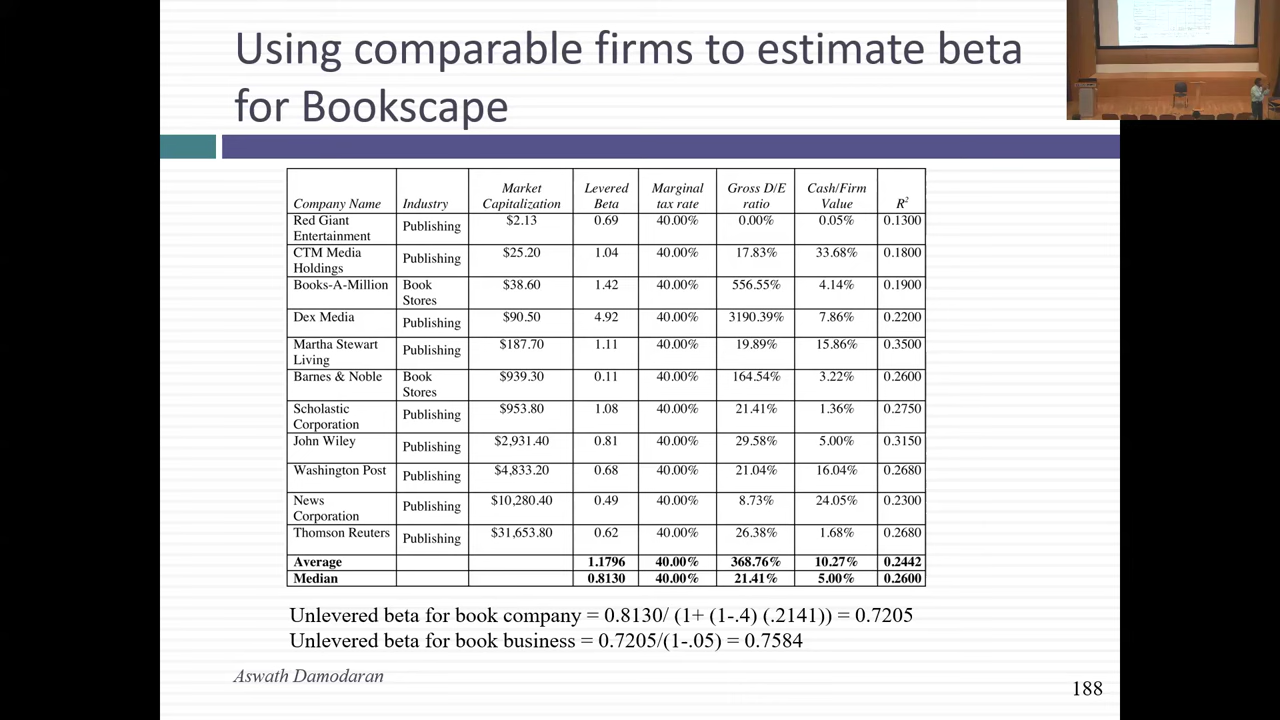 Using comparable firms to estimate beta
for Bookscape
Company Name Industry Market Capitalization Levered Beta Marginal tax rate Gross D/E ratio Cash/Firm Value R²
Red Giant Entertainment Publishing $2.13 0.69 40.00% 0.00% 0.05% 0.1300
CTM Media Holdings Publishing $25.20 1.04 40.00% 17.83% 33.68% 0.1800
Books-A-Million Book Stores $38.60 1.42 40.00% 556.55% 4.14% 0.1900
Dex Media Publishing $90.50 4.92 40.00% 3190.39% 7.86% 0.2200
Martha Stewart Living Publishing $187.70 1.11 40.00% 19.89% 15.86% 0.3500
Barnes & Noble Book Stores $939.30 0.11 40.00% 164.54% 3.22% 0.2600
Scholastic Corporation Publishing $953.80 1.08 40.00% 21.41% 1.36% 0.2750
John Wiley Publishing $2,931.40 0.81 40.00% 29.58% 5.00% 0.3150
Washington Post Publishing $4,833.20 0.68 40.00% 21.04% 16.04% 0.2680
News Corporation Publishing $10,280.40 0.49 40.00% 8.73% 24.05% 0.2300
Thomson Reuters Publishing $31,653.80 0.62 40.00% 26.38% 1.68% 0.2680
Average 1.1796 40.00% 368.76% 10.27% 0.2442
Median 0.8130 40.00% 21.41% 5.00% 0.2600
Unlevered beta for book company = 0.8130/ (1+ (1-.4) (.2141)) = 0.7205
Unlevered beta for book business = 0.7205/(1-.05) = 0.7584
Aswath Damodaran
188